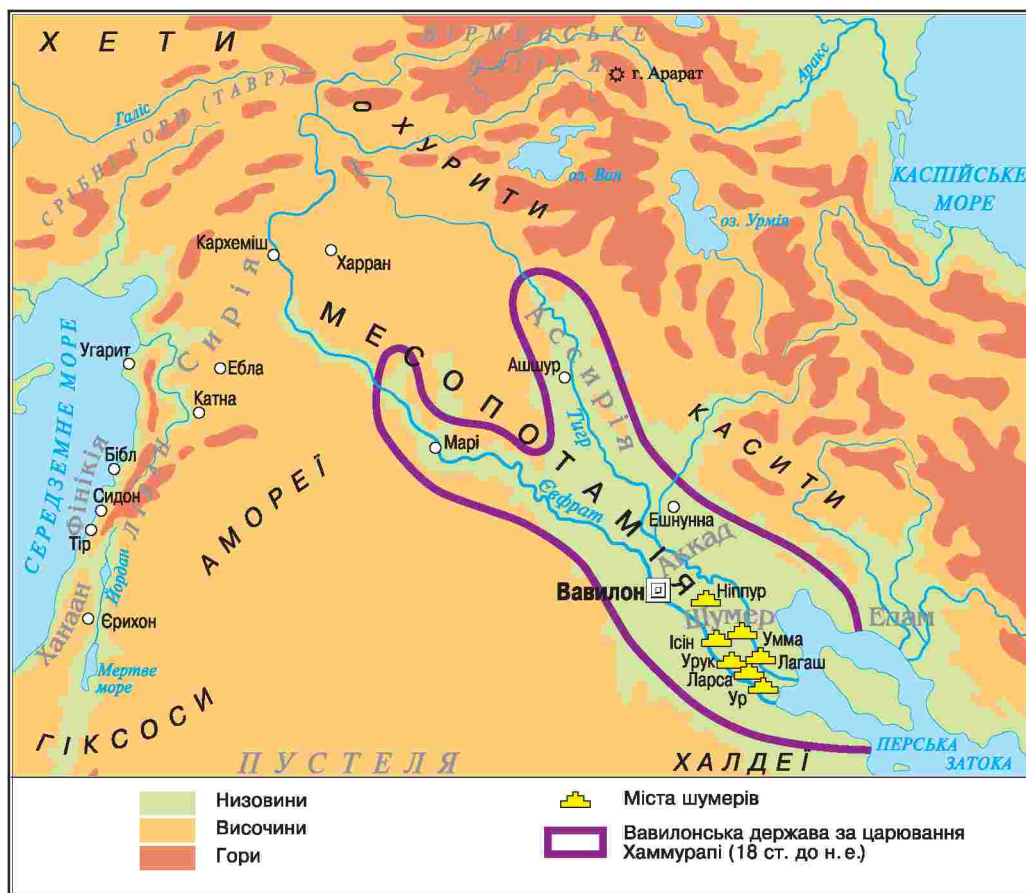 ХЕТИ
ВІРМЕНСЬКЕ
НАГІР'Я
г. Арарат
Аракс
Галіс
СРІБНІ ГОРИ (ТАВР)
О ХУРИТИ
оз. Ван
оз. Урмія
КАСПІЙСЬКЕ
МОРЕ
Кархеміш
Харран
Сирія
МЕСОПОТАМІЯ
Ассирія
Ашшур
Тигр
КАСИТИ
СЕРЕДЗЕМНЕ МОРЕ
Угарит
Ебла
Катна
Марі
Бібл
Сидон
Тір
Фінікія
Йордан
АМОРЕЇ
Євфрат
Ешнунна
Аккад
Вавилон
Ніппур
Шумер
Елам
Ханаан
Єрихон
Ісін
Умма
Урук
Лагаш
Ларса
Ур
Мертве
море
ГІКСОСИ
ПУСТЕЛЯ
ХАЛДЕЇ
ПЕРСЬКА
ЗАТОКА
Низовини
Височини
Гори
Міста шумерів
Вавилонська держава за царювання
Хаммурапі (18 ст. до н. е.)